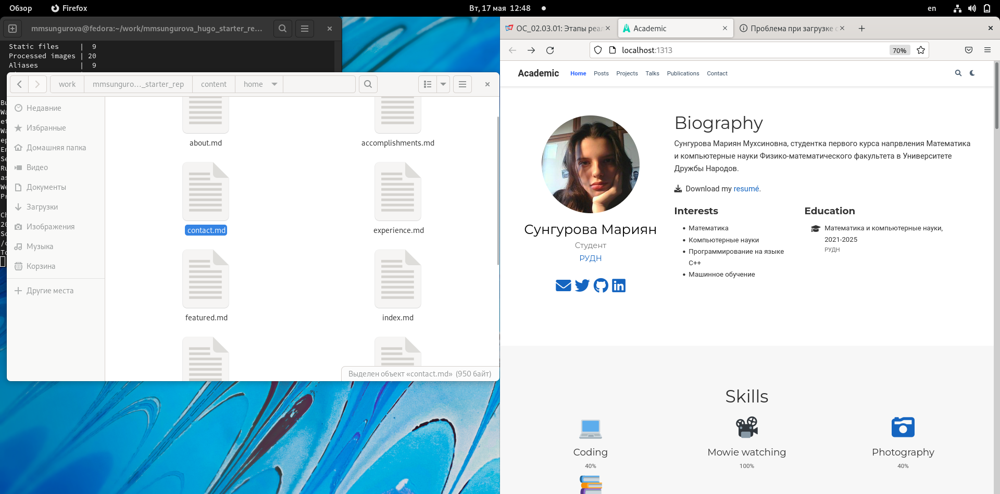 Обзор
Firefox
Вт, 17 мая 12:48
en
mmsungurova@fedora:~/work/mmsungurova_hugo_starter_re...
Static files | 9
Processed images | 20
Aliases | 9
work
mmsunguro..._starter_rep
content
home
Недавние
Избранные
Домашняя папка
Видео
Документы
Загрузки
Изображения
Музыка
Корзина
Другие места
about.md
accomplishments.md
contact.md
experience.md
featured.md
index.md
Выделен объект «contact.md» (950 байт)
ОС_02.03.01: Этапы реал
Academic
Проблема при загрузке с
localhost:1313
70%
Academic
Home
Posts
Projects
Talks
Publications
Contact
Сунгурова Мариян
Студент
РУДН
Biography
Сунгурова Мариян Мухсиновна, студентка первого курса напрвления Математика
и компьютерные науки Физико-математического факультета в Университете
Дружбы Народов.
Download my resumé.
Interests
• Математика
• Компьютерные науки
• Программирование на языке
C++
• Машинное обучение
Education
Математика и компьютерные науки,
2021-2025
РУДН
Skills
Coding
40%
Mowie watching
100%
Photography
40%